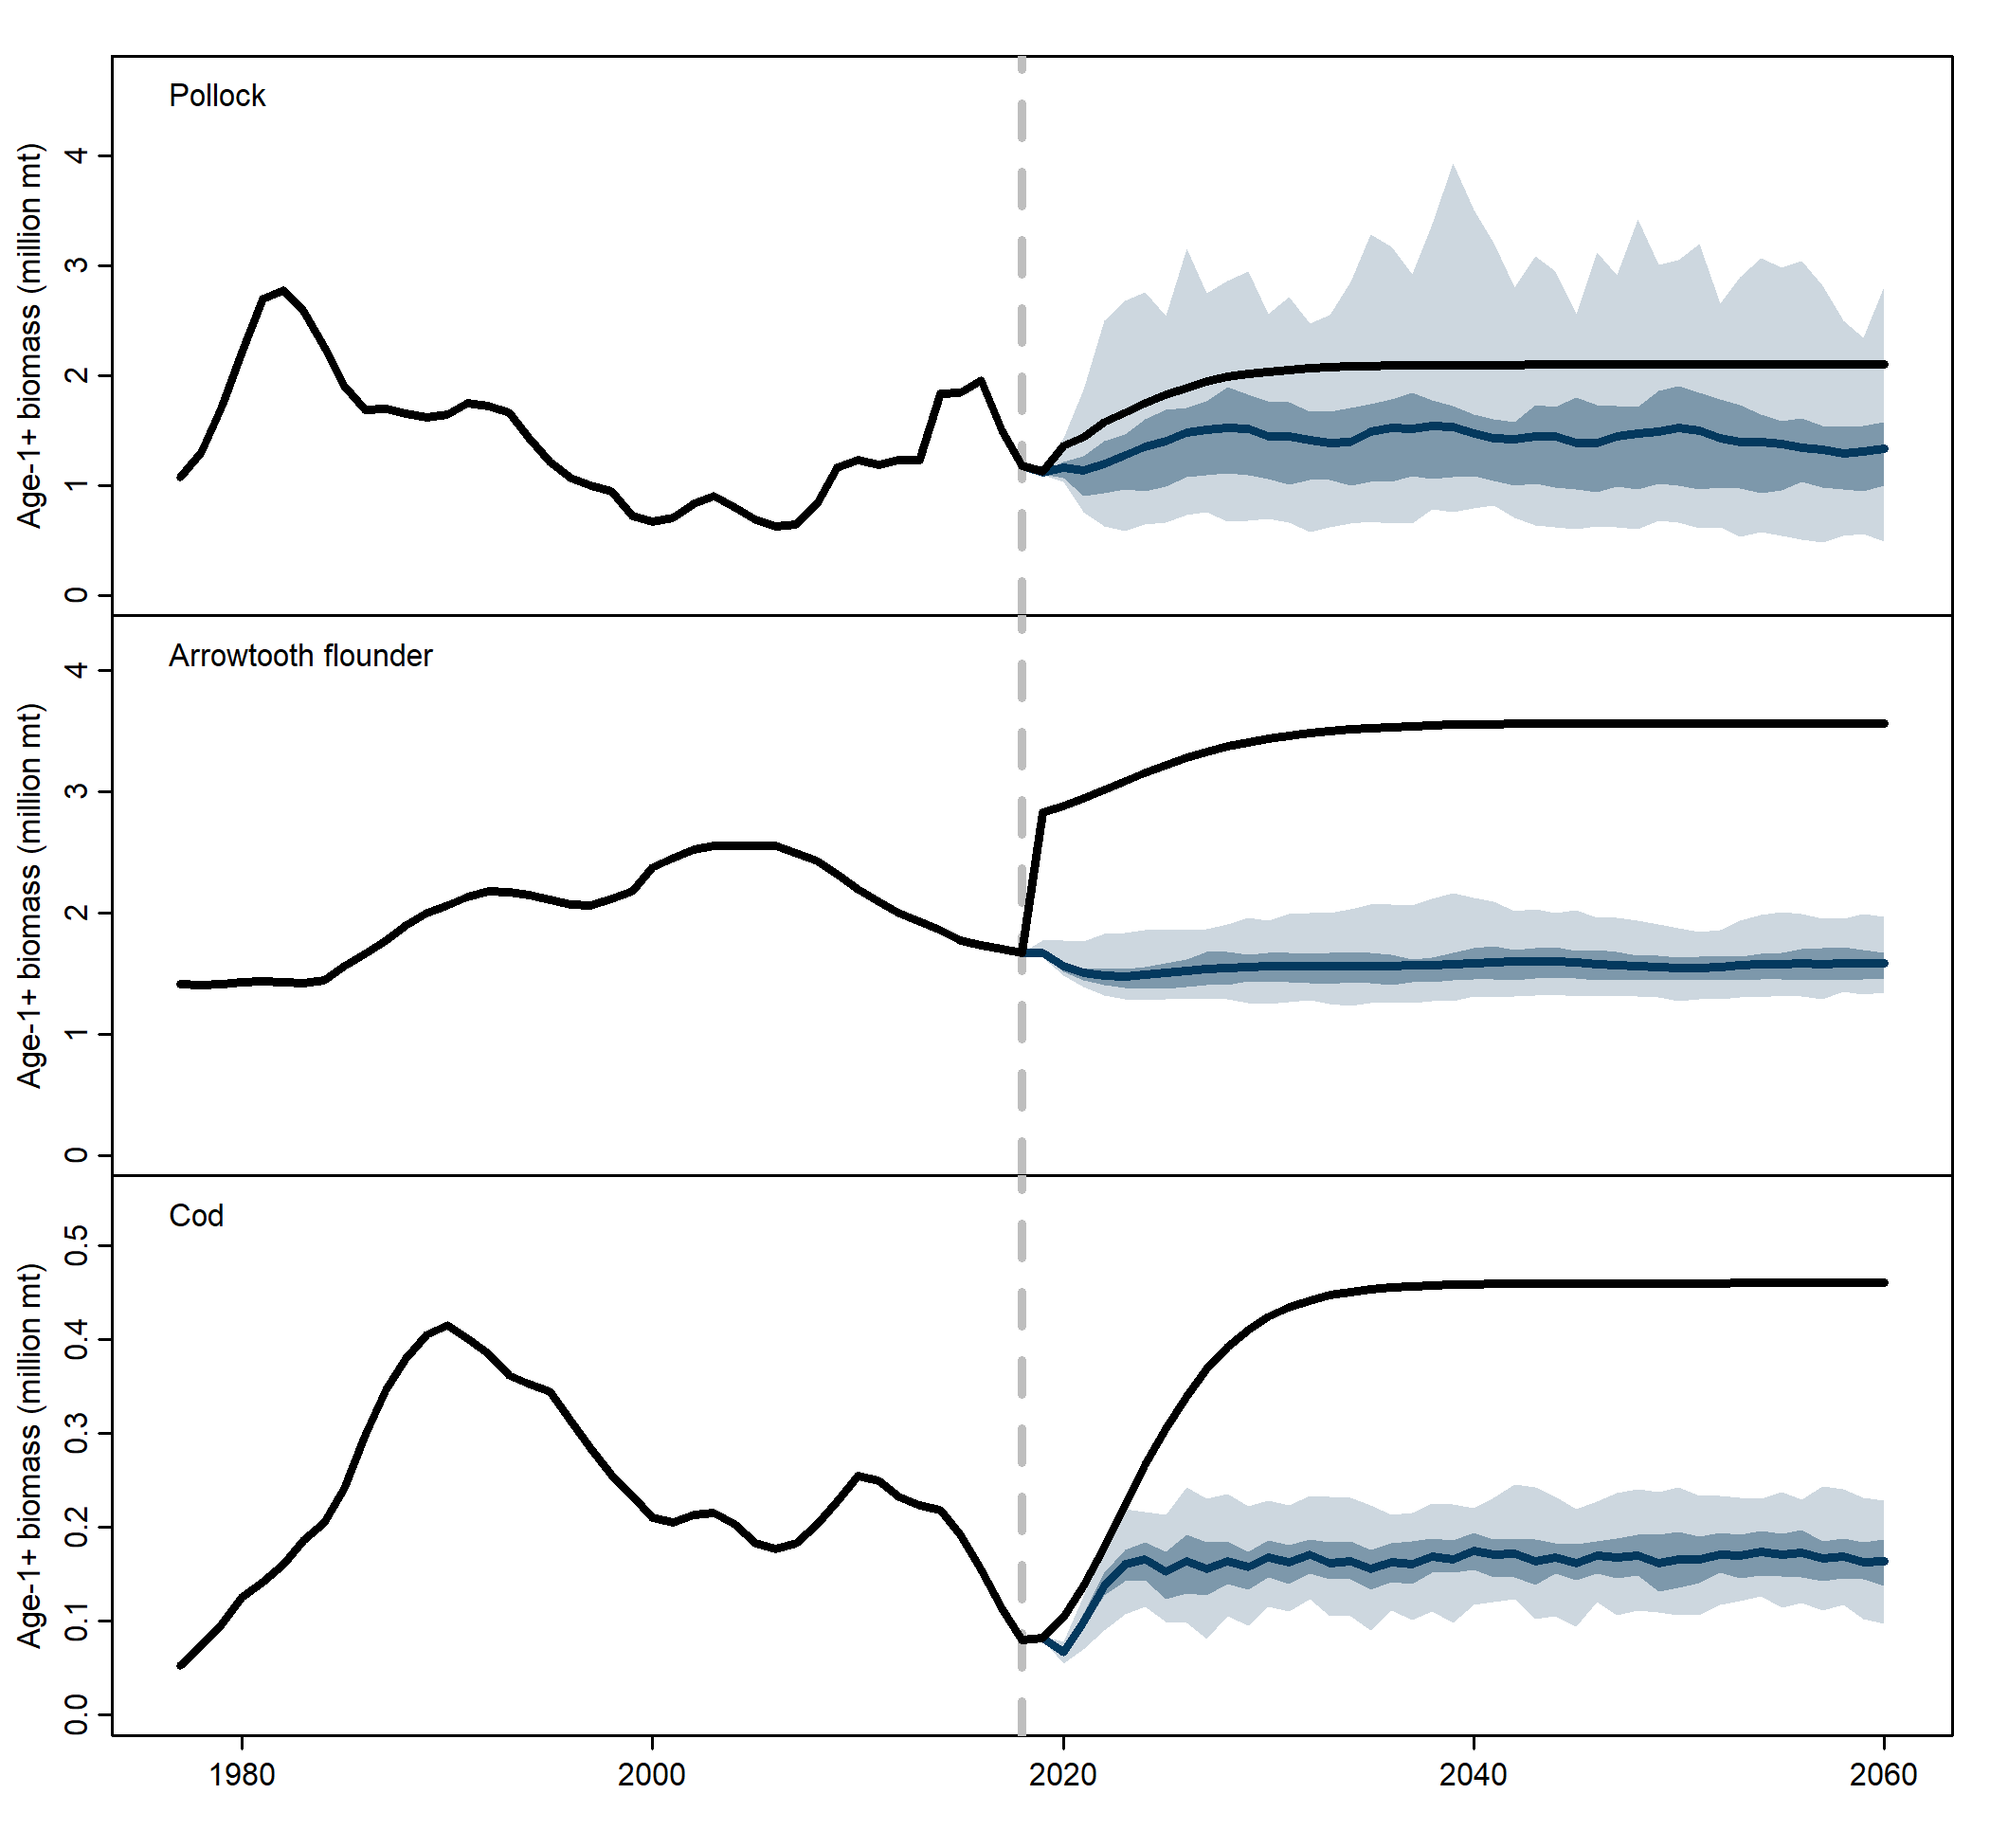 Pollock
Age-1+ biomass (million mt)
4
3
2
1
0
Arrowtooth flounder
Age-1+ biomass (million mt)
4
3
2
1
0
Cod
Age-1+ biomass (million mt)
0.5
0.4
0.3
0.2
0.1
0.0
1980 2000 2020 2040 2060